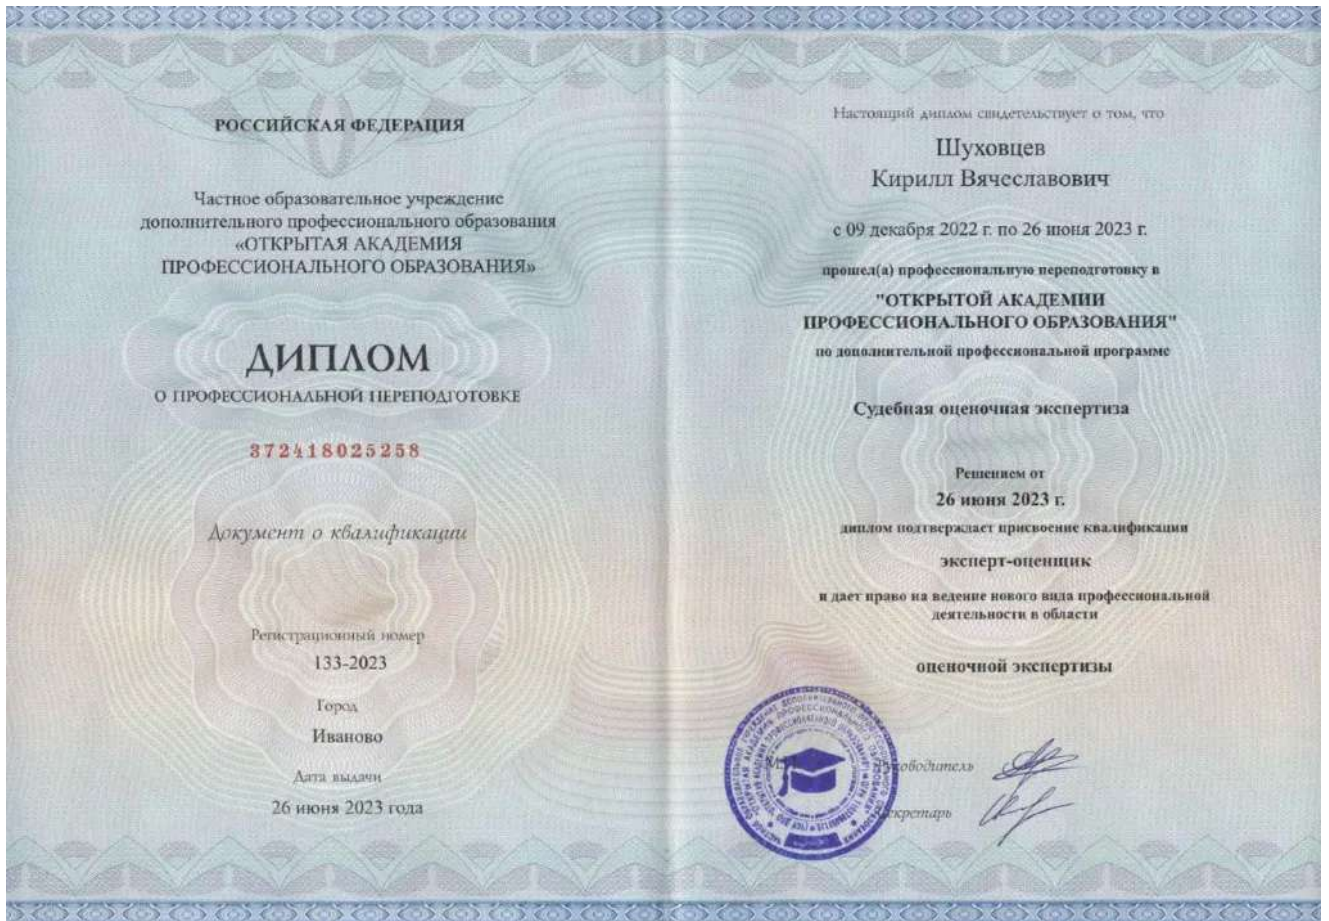 РОССИЙСКАЯ ФЕДЕРАЦИЯ
Частное образовательное учреждение
дополнительного профессионального образования
«ОТКРЫТАЯ АКАДЕМИЯ
ПРОФЕССИОНАЛЬНОГО ОБРАЗОВАНИЯ»
ДИПЛОМ
О ПРОФЕССИОНАЛЬНОЙ ПЕРЕПОДГОТОВКЕ
372418025258
Документ о квалификации
Регистрационный номер
133-2023
Город
Иваново
Дата выдачи
26 июня 2023 года
Настоящий диплом свидетельствует о том, что
Шуховцев
Кирилл Вячеславович
с 09 декабря 2022 г. по 26 июня 2023 г.
прошел(а) профессиональную переподготовку в
"ОТКРЫТОЙ АКАДЕМИИ
ПРОФЕССИОНАЛЬНОГО ОБРАЗОВАНИЯ"
по дополнительной профессиональной программе
Судебная оценочная экспертиза
Решением от
26 июня 2023 г.
диплом подтверждает присвоение квалификации
эксперт-оценщик
и дает право на ведение нового вида профессиональной
деятельности в области
оценочной экспертизы
Руководитель
Секретарь